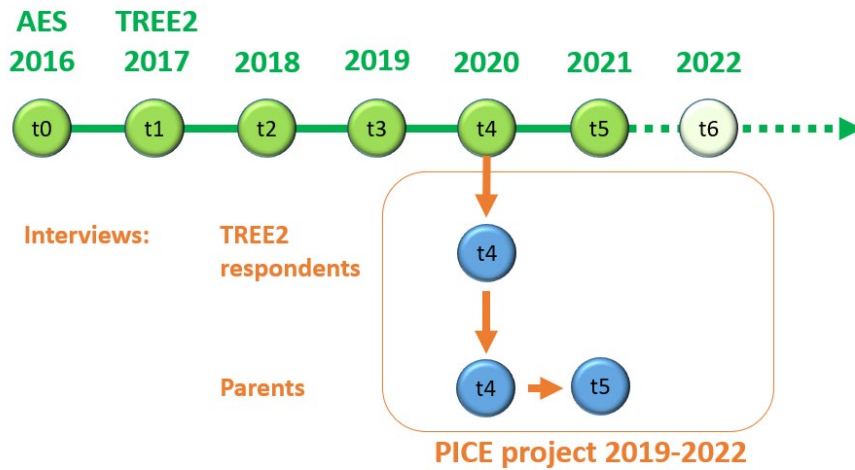 AES TREE2
2016 2017 2018 2019 2020 2021 2022
t0 t1 t2 t3 t4 t5 t6
Interviews: TREE2
respondents
t4
Parents t4 t5
PICE project 2019-2022